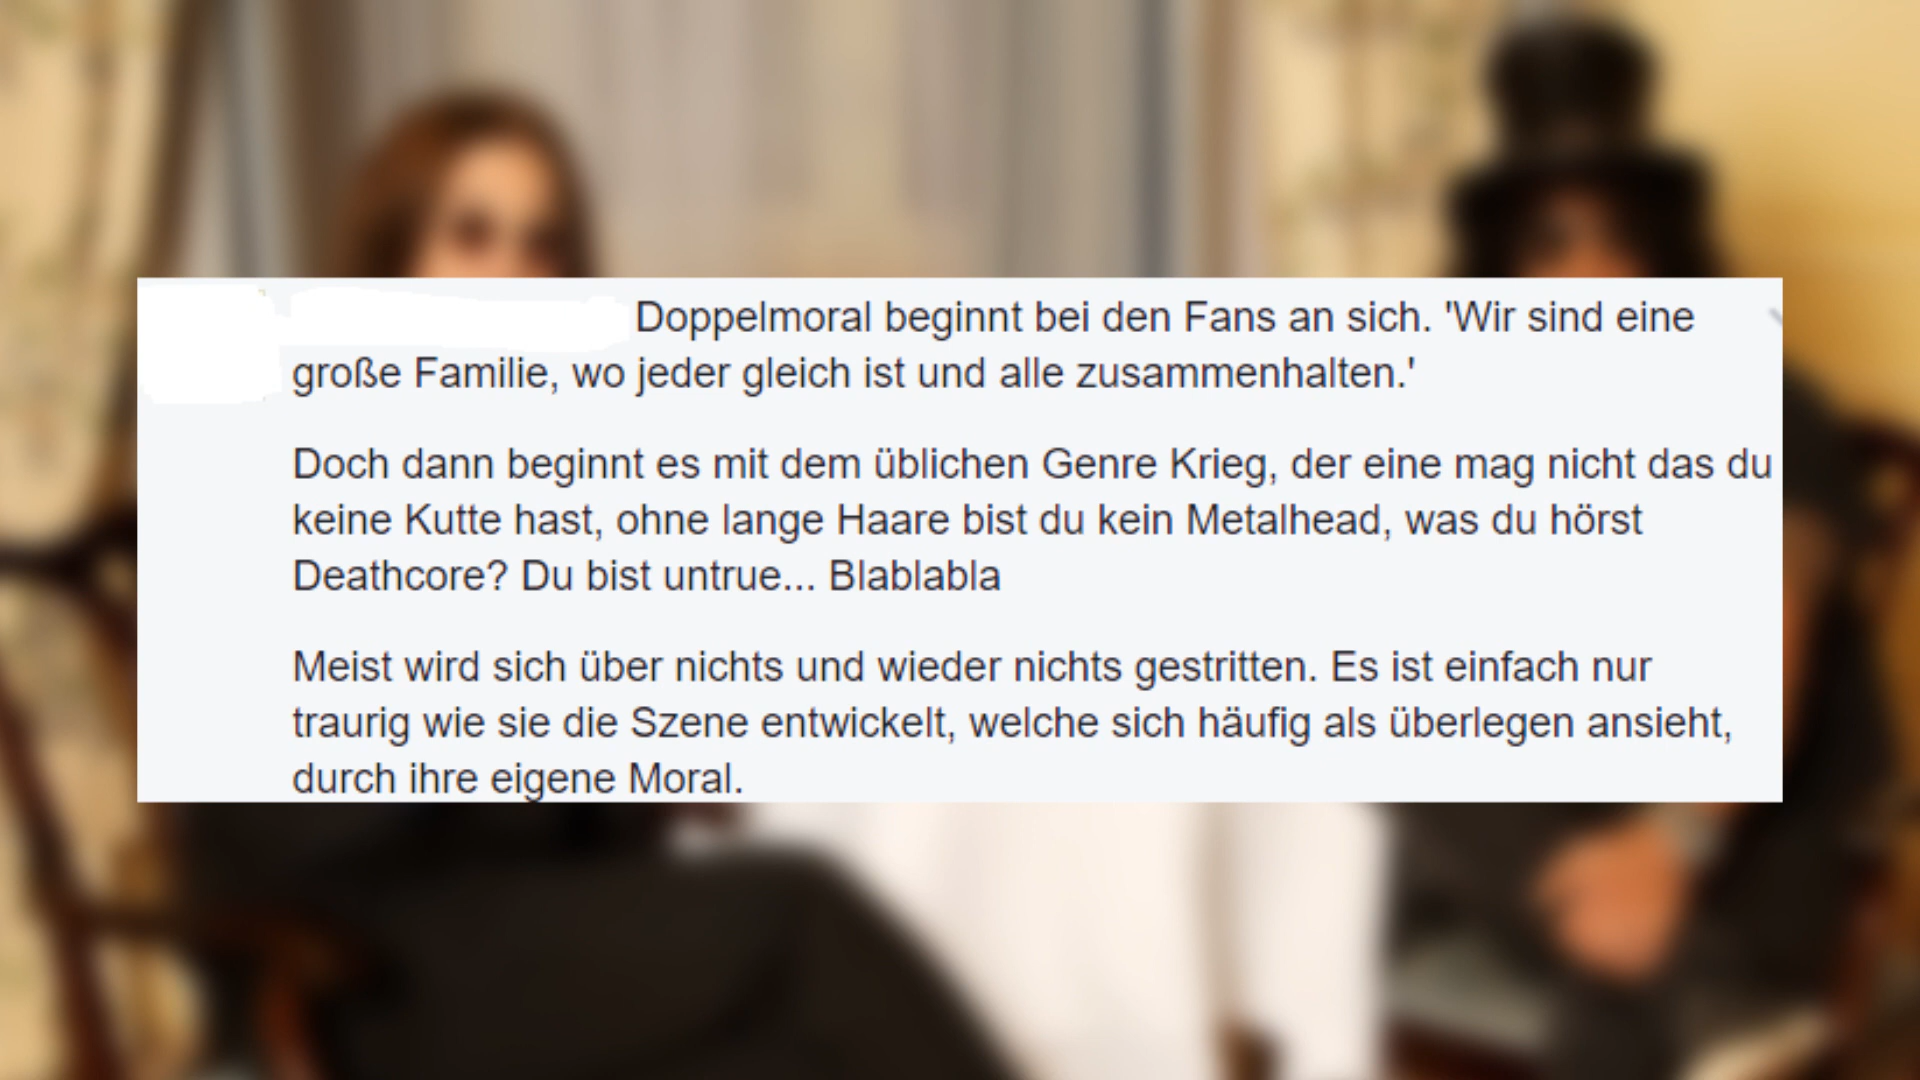 Doppelmoral beginnt bei den Fans an sich. 'Wir sind eine
große Familie, wo jeder gleich ist und alle zusammenhalten.'
Doch dann beginnt es mit dem üblichen Genre Krieg, der eine mag nicht das du
keine Kutte hast, ohne lange Haare bist du kein Metalhead, was du hörst
Deathcore? Du bist untrue... Blablabla
Meist wird sich über nichts und wieder nichts gestritten. Es ist einfach nur
traurig wie sie die Szene entwickelt, welche sich häufig als überlegen ansieht,
durch ihre eigene Moral.